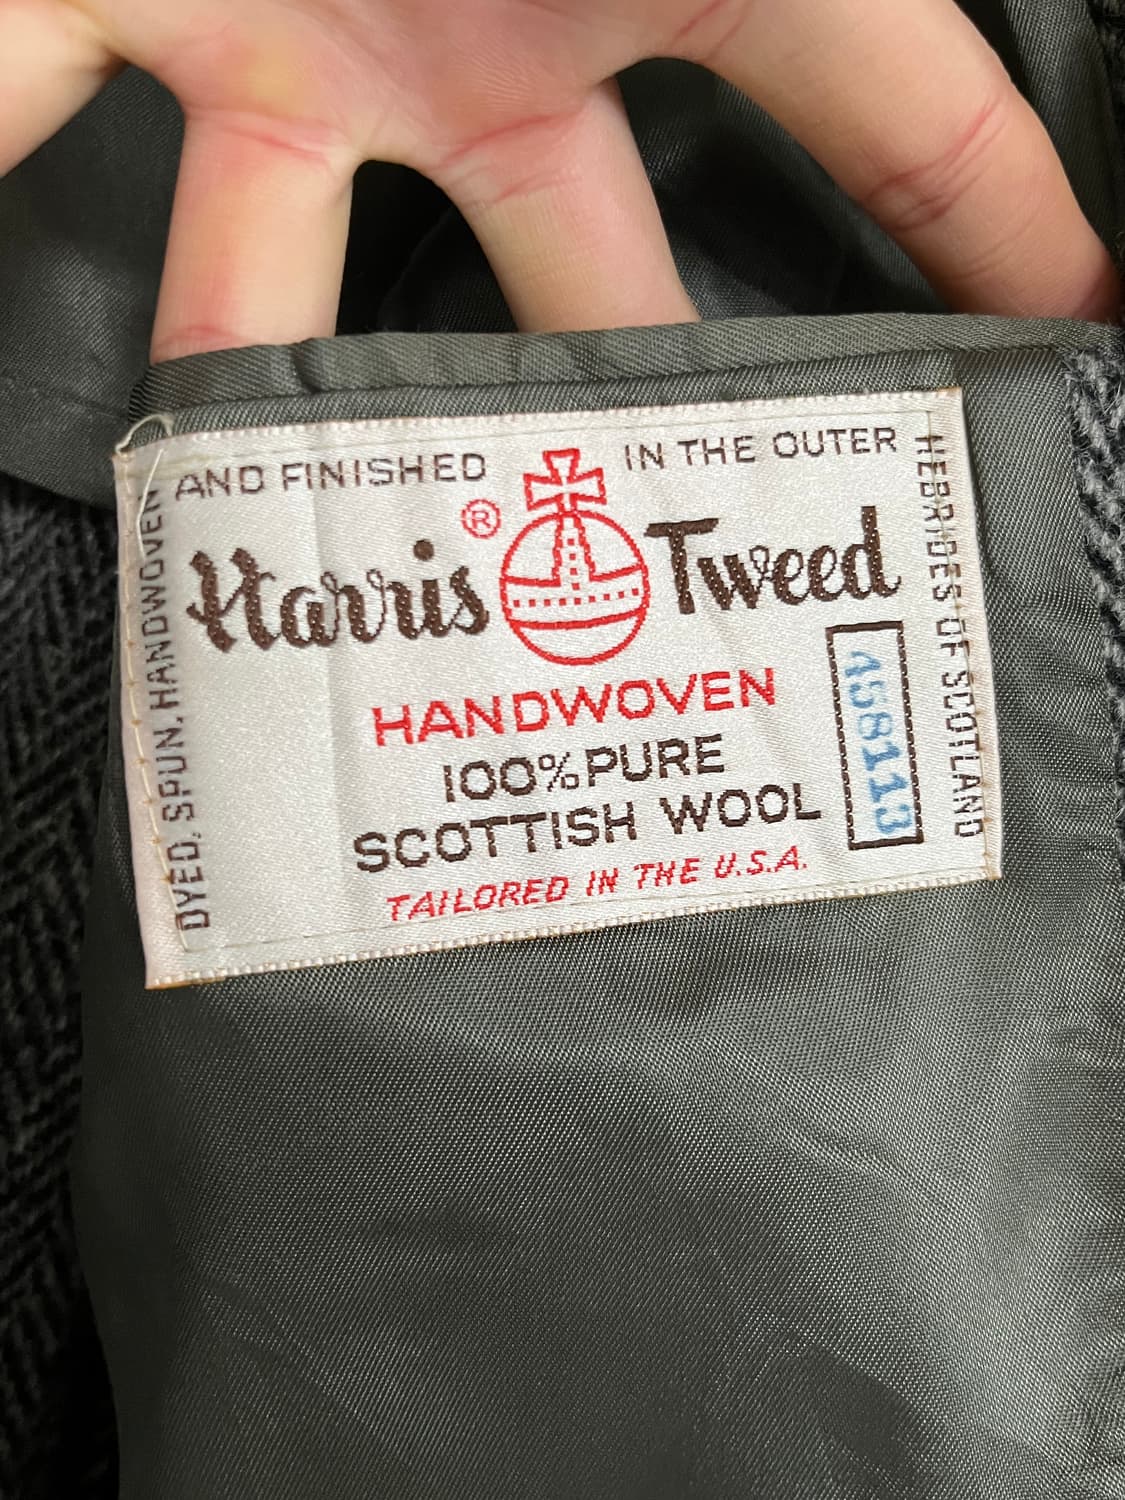 DYED, SPUN, HANDWOVEN
AND FINISHED
IN THE OUTER
HEBRIDES OF SCOTLAND
®
Harris Tweed
HANDWOVEN
100% PURE
SCOTTISH WOOL
TAILORED IN THE U.S.A.
458113